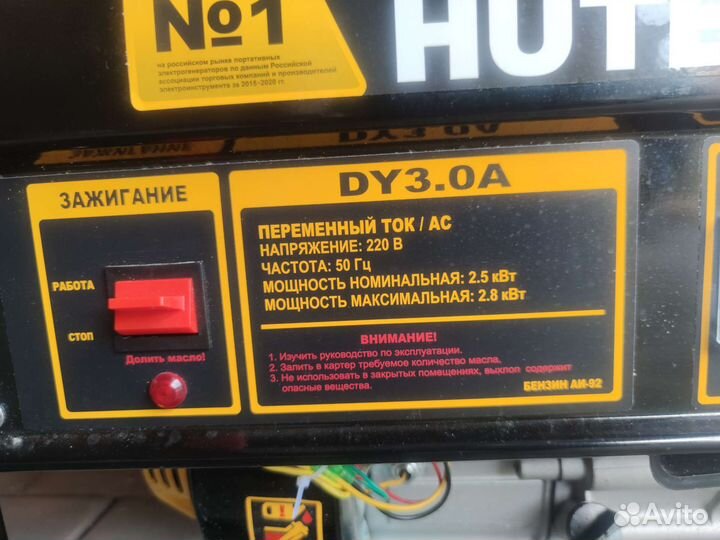 №1
на российском рынке портативных
электрогенераторов по данным Российской
ассоциации торговых компаний и производителей
электроинструмента за 2015-2020 гг.
HUTE
ЗАЖИГАНИЕ
РАБОТА
СТОП
Долить масло!
DY3.0A
ПЕРЕМЕННЫЙ ТОК / AC
НАПРЯЖЕНИЕ: 220 В
ЧАСТОТА: 50 Гц
МОЩНОСТЬ НОМИНАЛЬНАЯ: 2.5 кВт
МОЩНОСТЬ МАКСИМАЛЬНАЯ: 2.8 кВт
ВНИМАНИЕ!
1. Изучить руководство по эксплуатации.
2. Залить в картер требуемое количество масла.
3. Не использовать в закрытых помещениях, выхлоп содержит
опасные вещества.
БЕНЗИН АИ-92
Avito